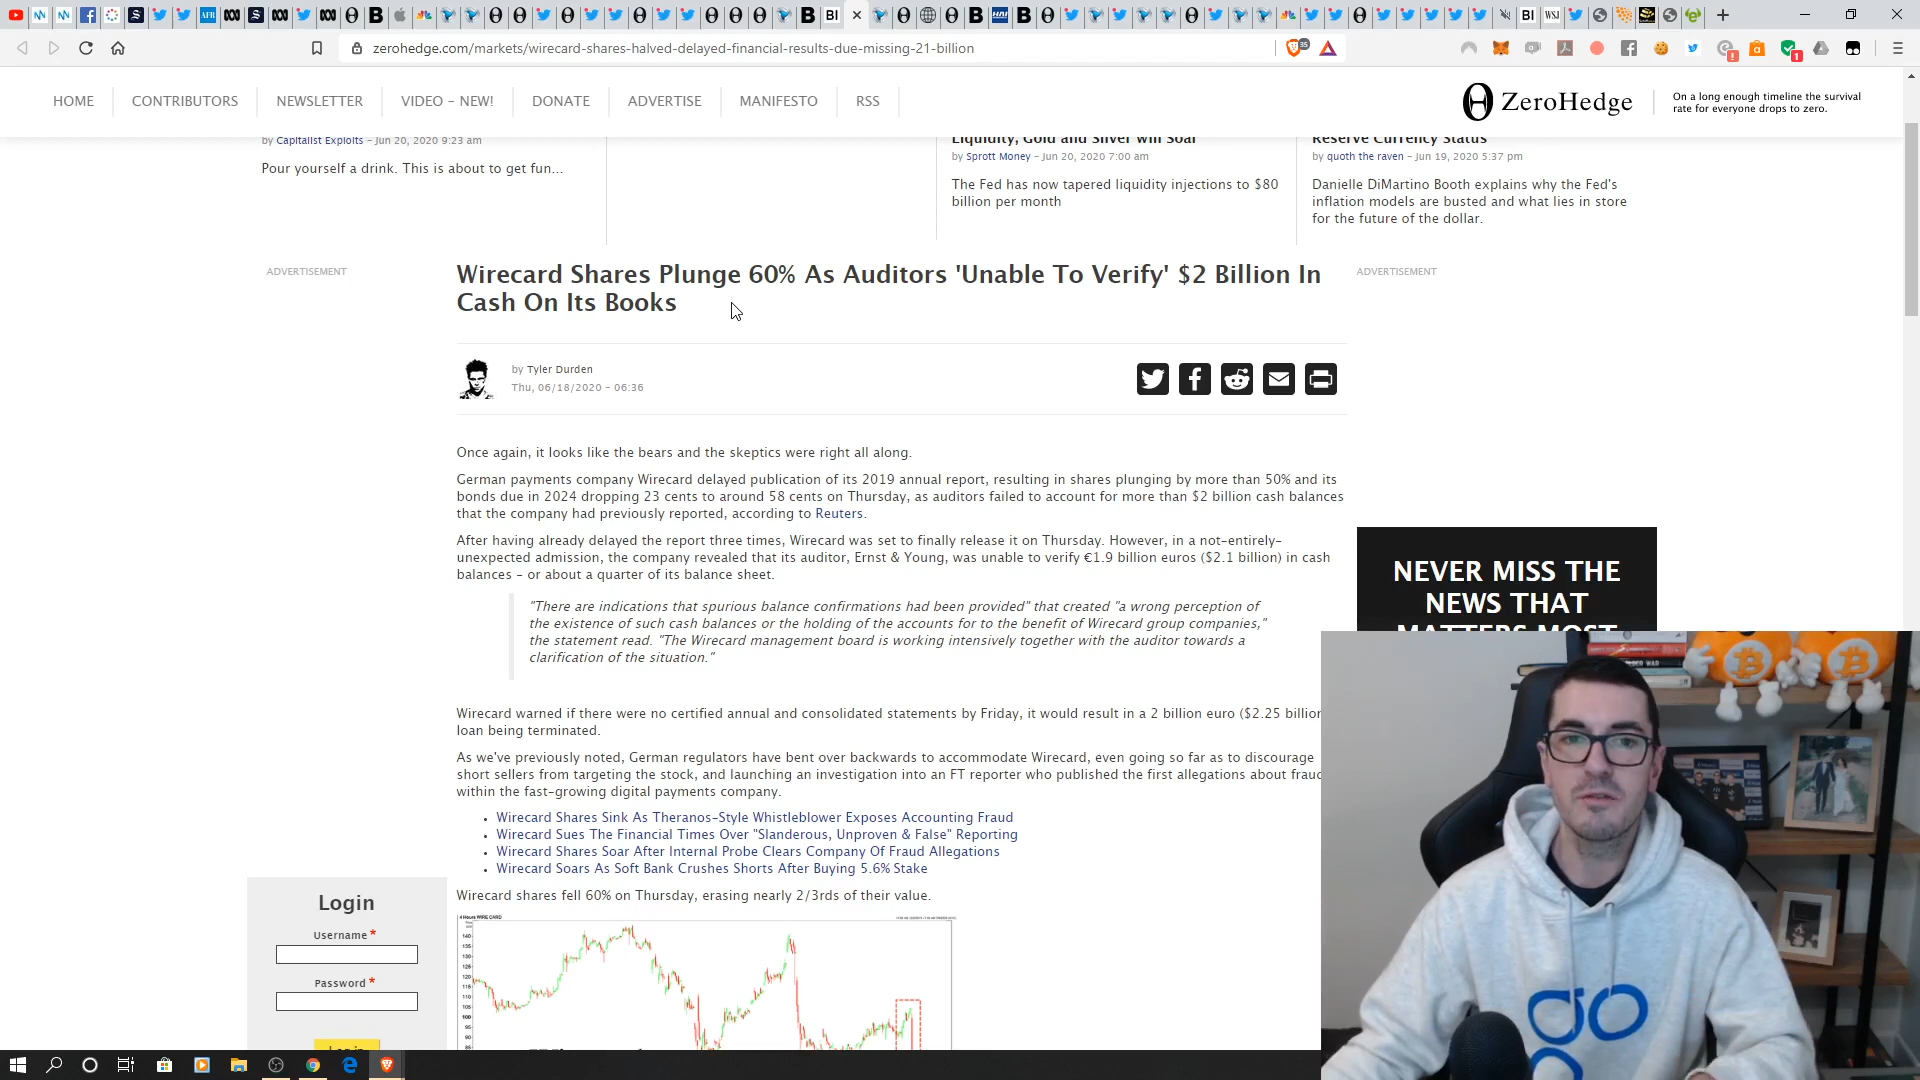 zerohedge.com/markets/wirecard-shares-halved-delayed-financial-results-due-missing-21-billion
HOME
CONTRIBUTORS
NEWSLETTER
VIDEO – NEW!
DONATE
ADVERTISE
MANIFESTO
RSS
ZeroHedge
On a long enough timeline the survival
rate for everyone drops to zero.
by Capitalist Exploits – Jun 20, 2020 9:23 am
Pour yourself a drink. This is about to get fun...
Liquidity, Gold and Silver Will Soar
by Sprott Money – Jun 20, 2020 7:00 am
The Fed has now tapered liquidity injections to $80
billion per month
Reserve Currency Status
by quoth the raven – Jun 19, 2020 5:37 pm
Danielle DiMartino Booth explains why the Fed's
inflation models are busted and what lies in store
for the future of the dollar.
ADVERTISEMENT
Wirecard Shares Plunge 60% As Auditors 'Unable To Verify' $2 Billion In
Cash On Its Books
ADVERTISEMENT
by Tyler Durden
Thu, 06/18/2020 – 06:36
Once again, it looks like the bears and the skeptics were right all along.
German payments company Wirecard delayed publication of its 2019 annual report, resulting in shares plunging by more than 50% and its
bonds due in 2024 dropping 23 cents to around 58 cents on Thursday, as auditors failed to account for more than $2 billion cash balances
that the company had previously reported, according to Reuters.
After having already delayed the report three times, Wirecard was set to finally release it on Thursday. However, in a not-entirely-
unexpected admission, the company revealed that its auditor, Ernst & Young, was unable to verify €1.9 billion euros ($2.1 billion) in cash
balances – or about a quarter of its balance sheet.
"There are indications that spurious balance confirmations had been provided" that created "a wrong perception of
the existence of such cash balances or the holding of the accounts for to the benefit of Wirecard group companies,"
the statement read. "The Wirecard management board is working intensively together with the auditor towards a
clarification of the situation."
NEVER MISS THE
NEWS THAT
MATTERS MOST
Wirecard warned if there were no certified annual and consolidated statements by Friday, it would result in a 2 billion euro ($2.25 billion
loan being terminated.
As we've previously noted, German regulators have bent over backwards to accommodate Wirecard, even going so far as to discourage
short sellers from targeting the stock, and launching an investigation into an FT reporter who published the first allegations about fraud
within the fast-growing digital payments company.
Wirecard Shares Sink As Theranos-Style Whistleblower Exposes Accounting Fraud
Wirecard Sues The Financial Times Over "Slanderous, Unproven & False" Reporting
Wirecard Shares Soar After Internal Probe Clears Company Of Fraud Allegations
Wirecard Soars As Soft Bank Crushes Shorts After Buying 5.6% Stake
Wirecard shares fell 60% on Thursday, erasing nearly 2/3rds of their value.
Login
Username *
Password *
Log in